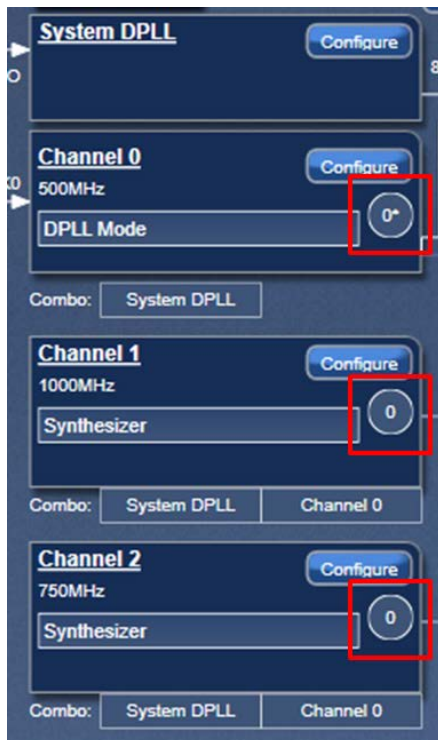 System DPLL
Configure
Channel 0
Configure
500MHz
0*
DPLL Mode
Combo: System DPLL
Channel 1
Configure
1000MHz
0
Synthesizer
Combo: System DPLL Channel 0
Channel 2
Configure
750MHz
0
Synthesizer
Combo: System DPLL Channel 0